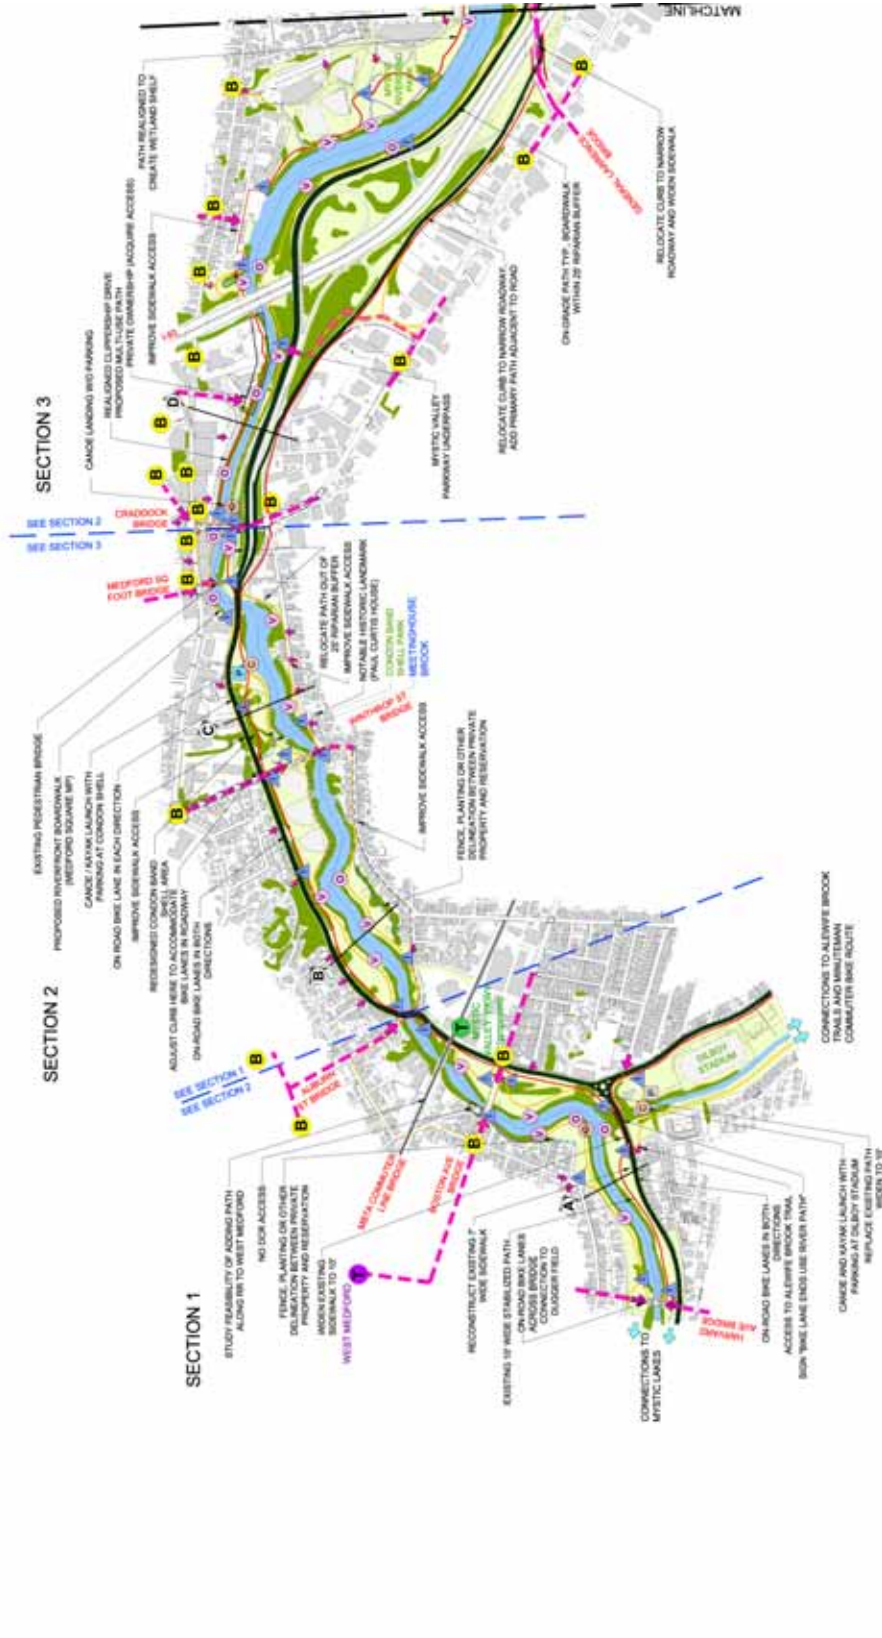 SECTION 1
STUDY FEASIBILITY OF ADDING PATH
ALONG RR TO WEST MEDFORD
NO DCR ACCESS
FENCE, PLANTING OR OTHER
DELINEATION BETWEEN PRIVATE
PROPERTY AND RESERVATION
WIDEN EXISTING
SIDEWALK TO 10'
WEST MEDFORD
T
RECONSTRUCT EXISTING 7'
WIDE SIDEWALK
EXISTING 10' WIDE STABILIZED PATH
ON-ROAD BIKE LANES
ACROSS BRIDGE
CONNECTION TO
DUGGER FIELD
CONNECTIONS TO
MYSTIC LAKES
HARVARD
AVE BRIDGE
BOSTON AVE
BRIDGE
MBTA COMMUTER
LINE BRIDGE
AUBURN
ST BRIDGE
SEE SECTION 1
SEE SECTION 2
A
T
DILBOY
STADIUM
ON-ROAD BIKE LANES IN BOTH
DIRECTIONS
ACCESS TO ALEWIFE BROOK TRAIL
SIGN "BIKE LANE ENDS USE RIVER PATH"
CANOE AND KAYAK LAUNCH WITH
PARKING AT DILBOY STADIUM
REPLACE EXISTING PATH
WIDEN TO 10'
CONNECTIONS TO ALEWIFE BROOK
TRAILS AND MINUTEMAN
COMMUTER BIKE ROUTE
SECTION 2
EXISTING PEDESTRIAN BRIDGE
PROPOSED RIVERFRONT BOARDWALK
(MEDFORD SQUARE MP)
CANOE / KAYAK LAUNCH WITH
PARKING AT CONDON SHELL
ON-ROAD BIKE LANE IN EACH DIRECTION
IMPROVE SIDEWALK ACCESS
REDESIGNED CONDON BAND
SHELL AREA
ADJUST CURB HERE TO ACCOMMODATE
BIKE LANES IN ROADWAY
ON-ROAD BIKE LANES IN BOTH
DIRECTIONS
B
C
FENCE, PLANTING OR OTHER
DELINEATION BETWEEN PRIVATE
PROPERTY AND RESERVATION
IMPROVE SIDEWALK ACCESS
WINTHROP ST
BRIDGE
RELOCATE PATH OUT OF
25' RIPARIAN BUFFER
IMPROVE SIDEWALK ACCESS
NOTABLE HISTORIC LANDMARK
(PAUL CURTIS HOUSE)
CONDON BAND
SHELL PARK
MEETINGHOUSE
BROOK
MEDFORD SQ
FOOT BRIDGE
CRADDOCK
BRIDGE
SEE SECTION 2
SEE SECTION 3
SECTION 3
CANOE LANDING W/O PARKING
REALIGNED CLIPPERSHIP DRIVE
PROPOSED MULTI-USE PATH
PRIVATE OWNERSHIP (ACQUIRE ACCESS)
IMPROVE SIDEWALK ACCESS
PATH REALIGNED TO
CREATE WETLAND SHELF
D
I-93
MYSTIC VALLEY
PARKWAY UNDERPASS
RELOCATE CURB TO NARROW ROADWAY,
ADD PRIMARY PATH ADJACENT TO ROAD
ON-GRADE PATH TYP., BOARDWALK
WITHIN 25' RIPARIAN BUFFER
GENERAL LAWRENCE
BRIDGE
RELOCATE CURB TO NARROW
ROADWAY AND WIDEN SIDEWALK
MATCHLINE